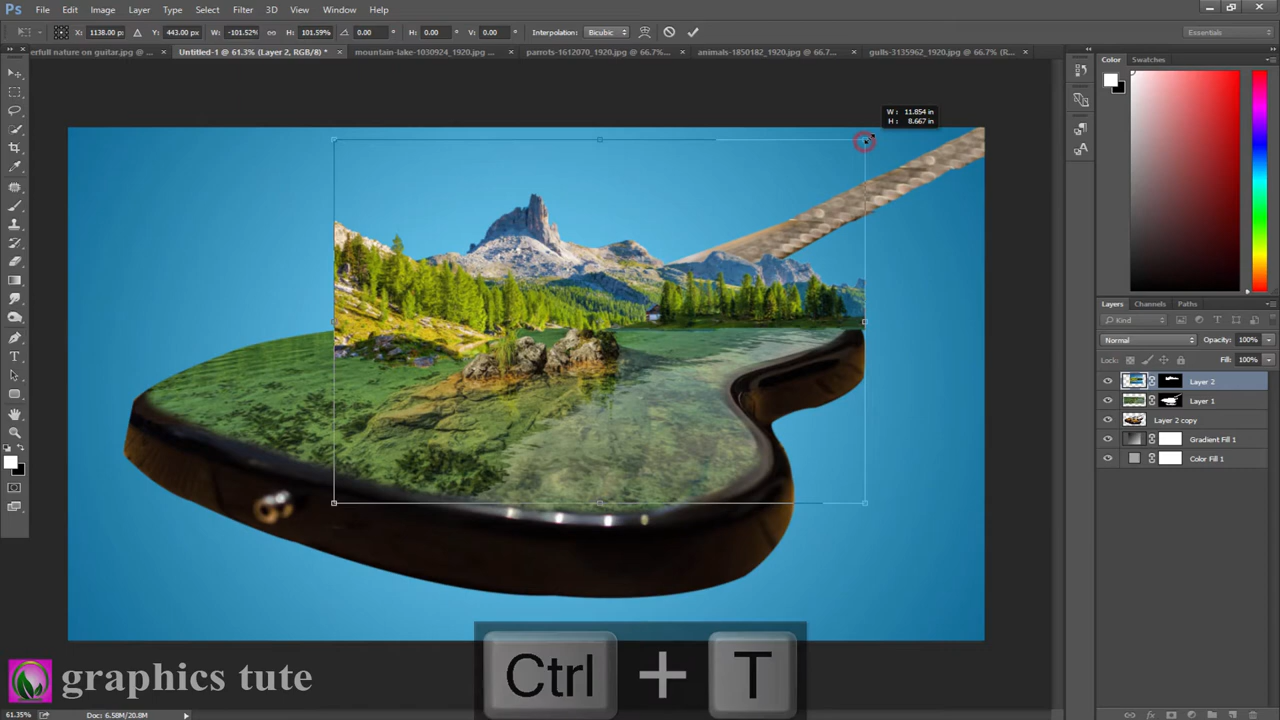 Ps File Edit Image Layer Type Select Filter 3D View Window Help
X: 1138.00 px Y: 443.00 px W: -101.52% H: 101.59% 0.00 ° H: 0.00 ° V: 0.00 ° Interpolation: Bicubic Essentials
erfull nature on guitar.jpg @ ... × Untitled-1 @ 61.3% (Layer 2, RGB/8) * × mountain-lake-1030924_1920.jpg ... × parrots-1612070_1920.jpg @ 66.7%... × animals-1850182_1920.jpg @ 66.7... × gulls-3135962_1920.jpg @ 66.7% (RGB... ×
Color Swatches
W: 11.854 in
H: 8.667 in
Layers Channels Paths
Kind
Normal Opacity: 100%
Lock: Fill: 100%
Layer 2
Layer 1
Layer 2 copy
Gradient Fill 1
Color Fill 1
Ctrl + T
graphics tute
61.35% Doc: 6.58M/20.8M